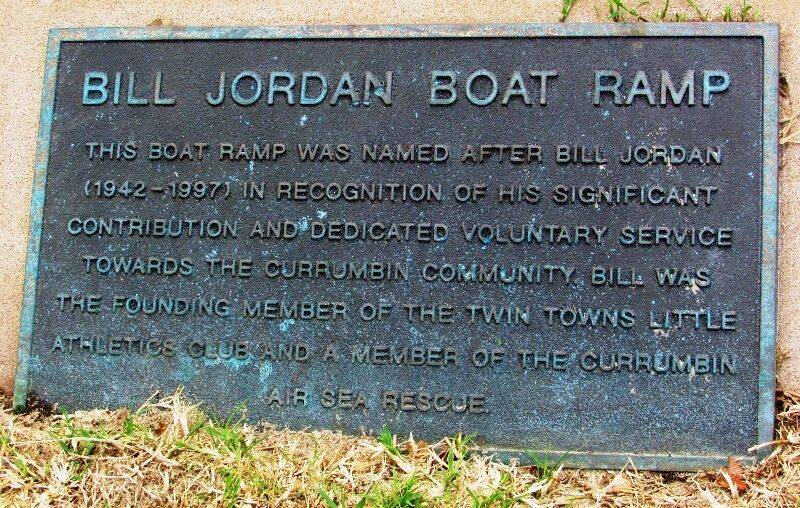 BILL JORDAN BOAT RAMP
THIS BOAT RAMP WAS NAMED AFTER BILL JORDAN
(1942-1997) IN RECOGNITION OF HIS SIGNIFICANT
CONTRIBUTION AND DEDICATED VOLUNTARY SERVICE
TOWARDS THE CURRUMBIN COMMUNITY. BILL WAS
THE FOUNDING MEMBER OF THE TWIN TOWNS LITTLE
ATHLETICS CLUB AND A MEMBER OF THE CURRUMBIN
AIR SEA RESCUE.